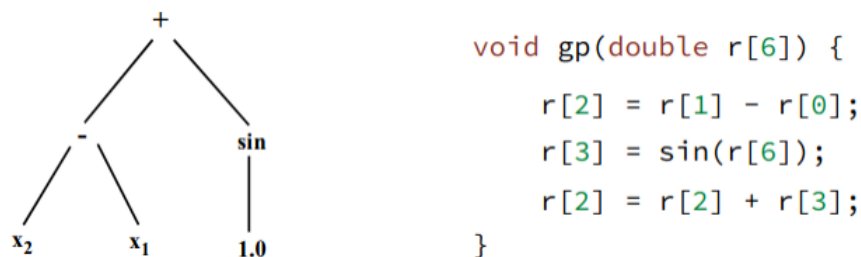 +
- sin
x₂ x₁ 1.0
void gp(double r[6]) {
r[2] = r[1] - r[0];
r[3] = sin(r[6]);
r[2] = r[2] + r[3];
}